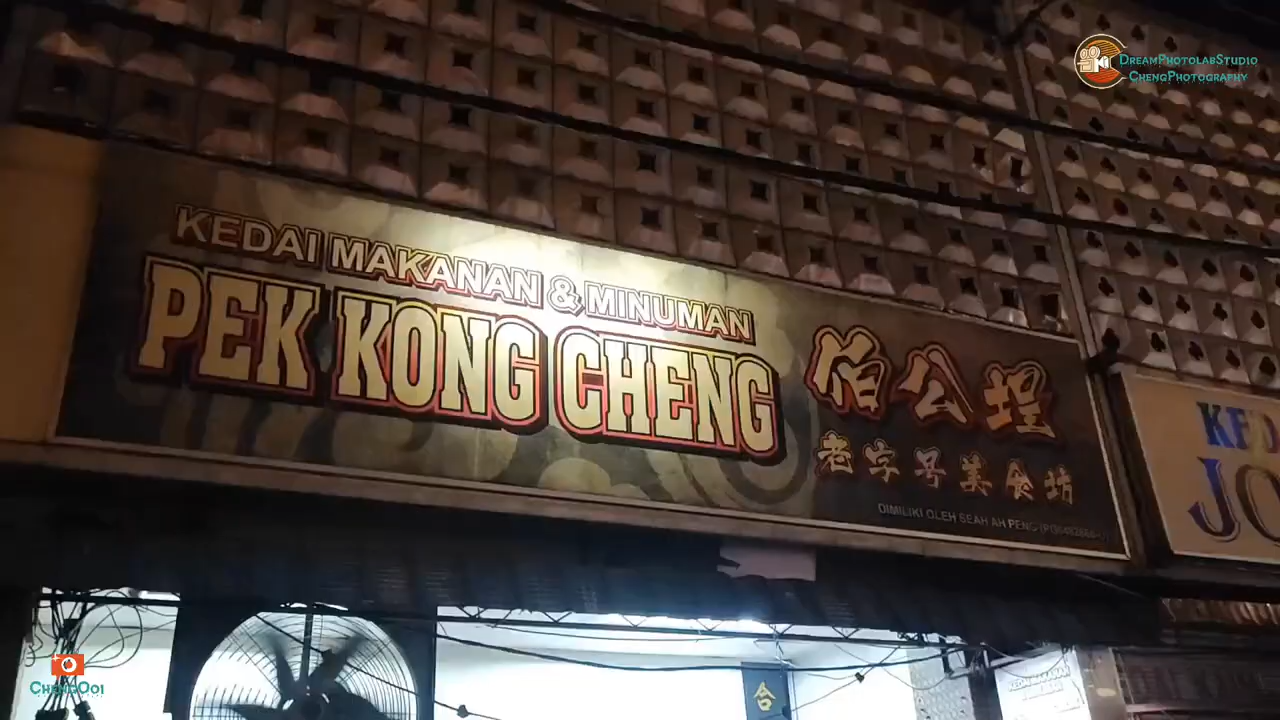 DreamPhotoLabStudio
ChengPhotography
KEDAI MAKANAN & MINUMAN
PEK KONG CHENG
伯公埕
老字号美食坊
DIMILIKI OLEH SEAH AH PENG
KED
JO
合
Cheng001